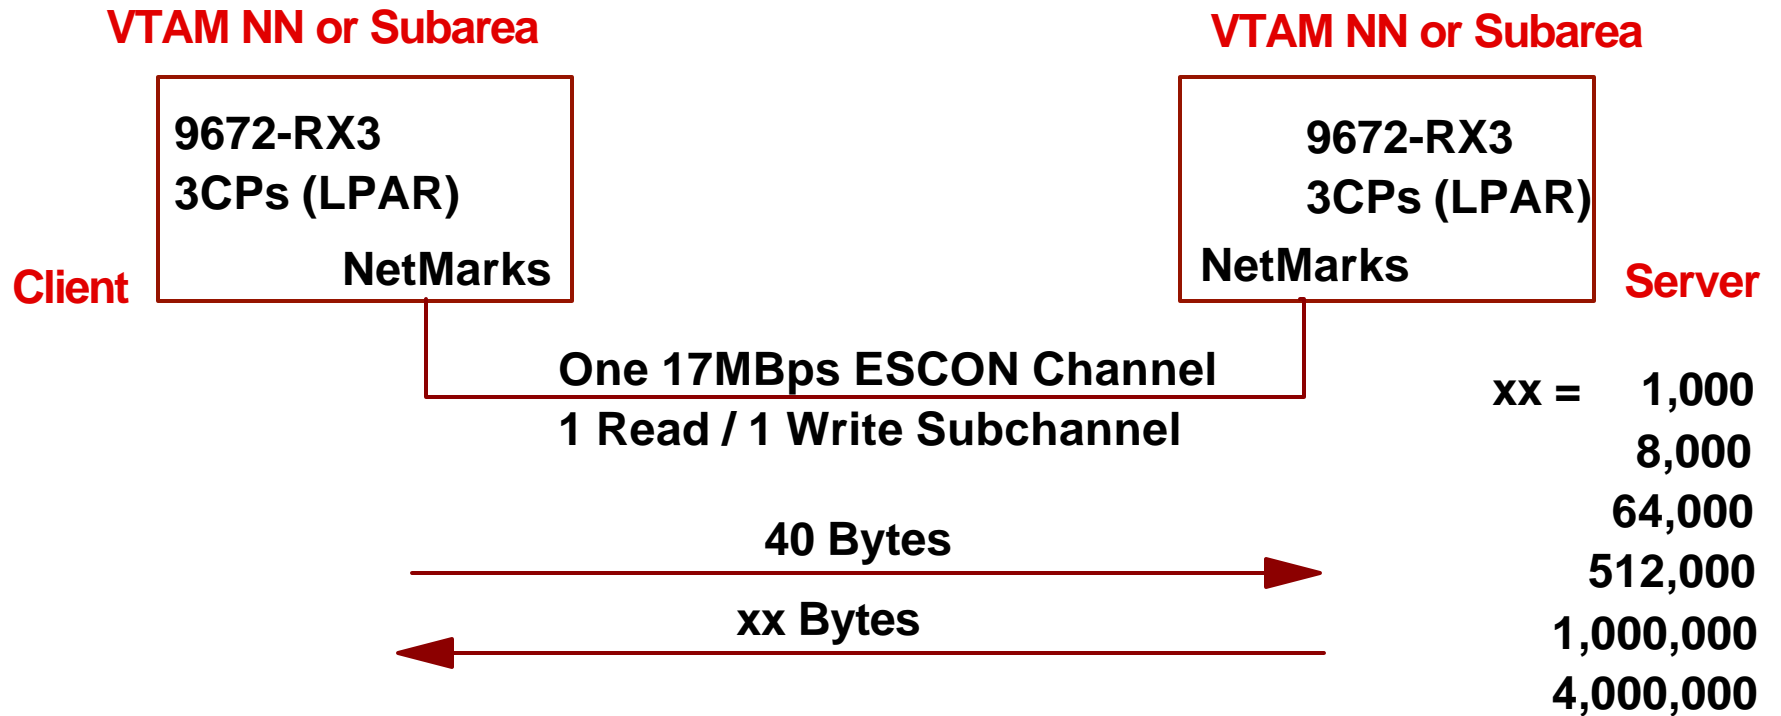 VTAM NN or Subarea
VTAM NN or Subarea
9672-RX3
3CPs (LPAR)
NetMarks
Client
9672-RX3
3CPs (LPAR)
NetMarks
Server
One 17MBps ESCON Channel
1 Read / 1 Write Subchannel
40 Bytes
xx Bytes
xx = 1,000
8,000
64,000
512,000
1,000,000
4,000,000